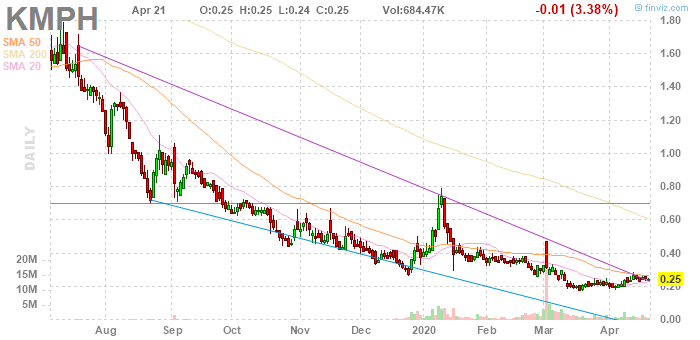 KMPH Apr 21 O:0.25 H:0.25 L:0.24 C:0.25 Vol:684.47K -0.01 (3.38%)
© finviz.com
SMA 50
SMA 200
SMA 20
DAILY
1.80
1.60
1.40
1.20
1.00
0.80
0.60
0.40
0.25
0.20
0.00
20M
15M
10M
5M
Aug Sep Oct Nov Dec 2020 Feb Mar Apr